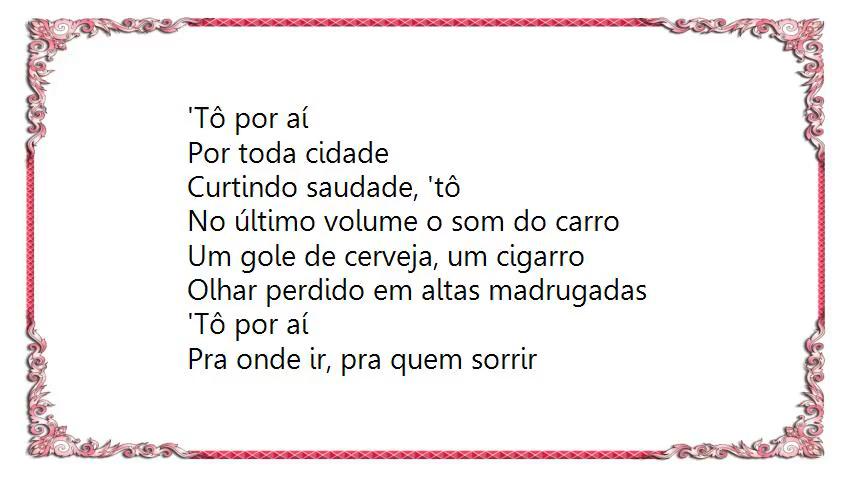 'Tô por aí
Por toda cidade
Curtindo saudade, 'tô
No último volume o som do carro
Um gole de cerveja, um cigarro
Olhar perdido em altas madrugadas
'Tô por aí
Pra onde ir, pra quem sorrir